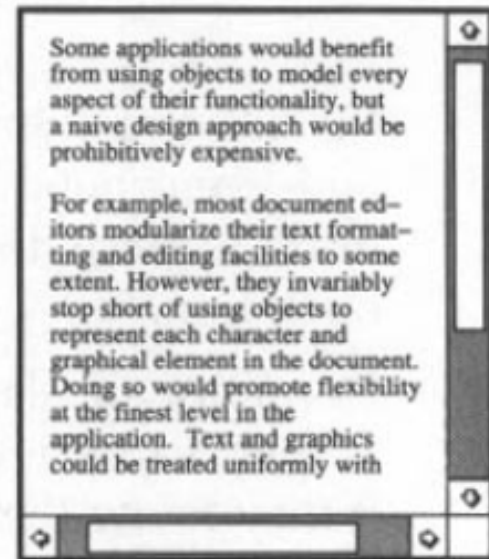 Some applications would benefit
from using objects to model every
aspect of their functionality, but
a naive design approach would be
prohibitively expensive.
For example, most document ed–
itors modularize their text format–
ting and editing facilities to some
extent. However, they invariably
stop short of using objects to
represent each character and
graphical element in the document.
Doing so would promote flexibility
at the finest level in the
application. Text and graphics
could be treated uniformly with